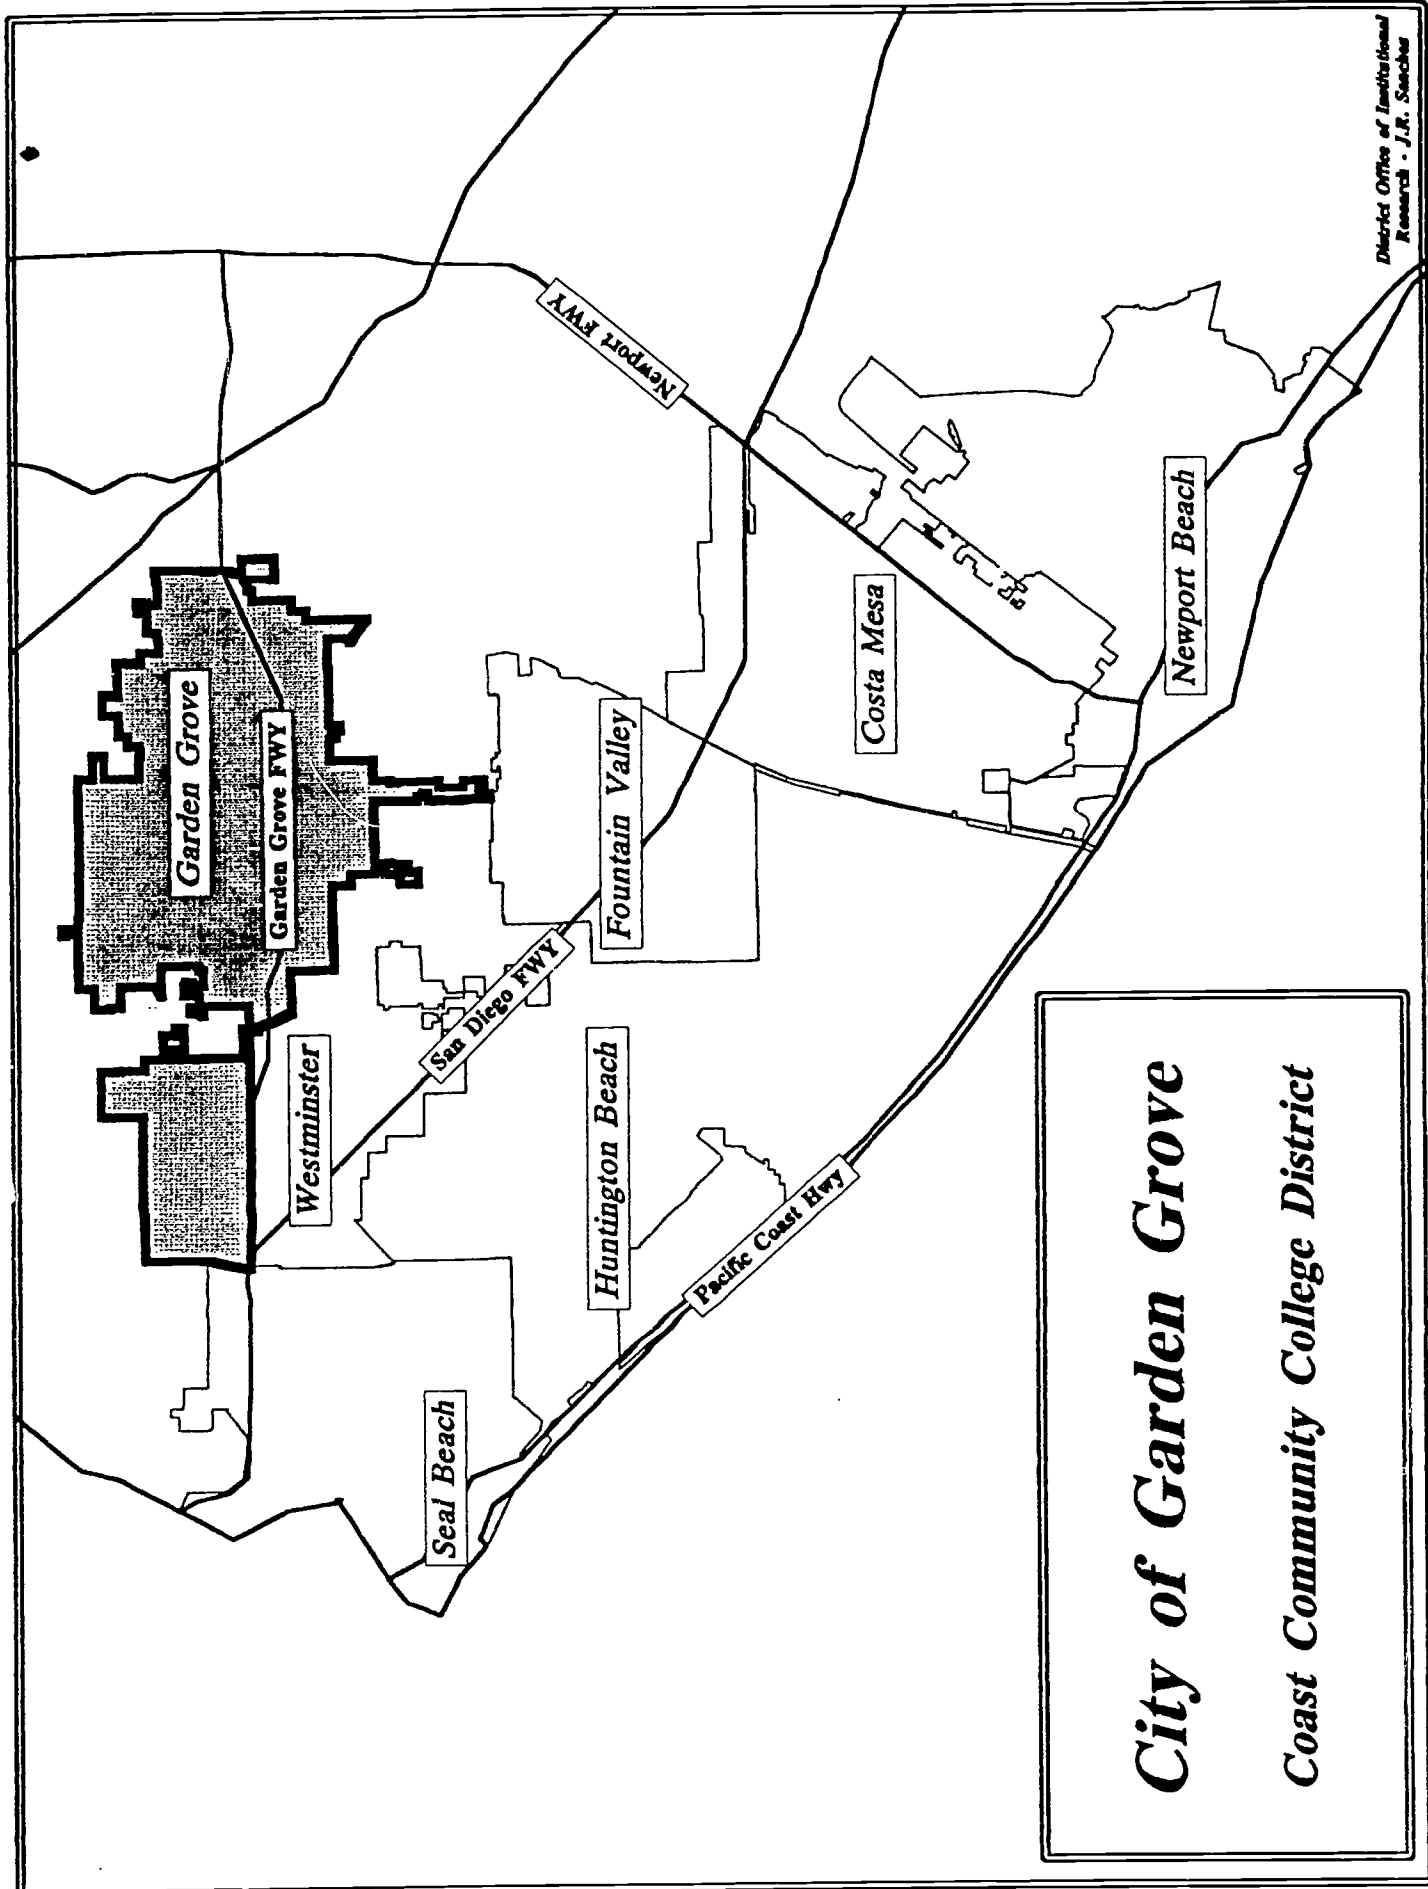 Garden Grove
Garden Grove FWY
Westminster
San Diego FWY
Fountain Valley
Newport FWY
Seal Beach
Huntington Beach
Pacific Coast Hwy
Costa Mesa
Newport Beach
City of Garden Grove
Coast Community College District
District Office of Institutional
Research - J.R. Sanchez